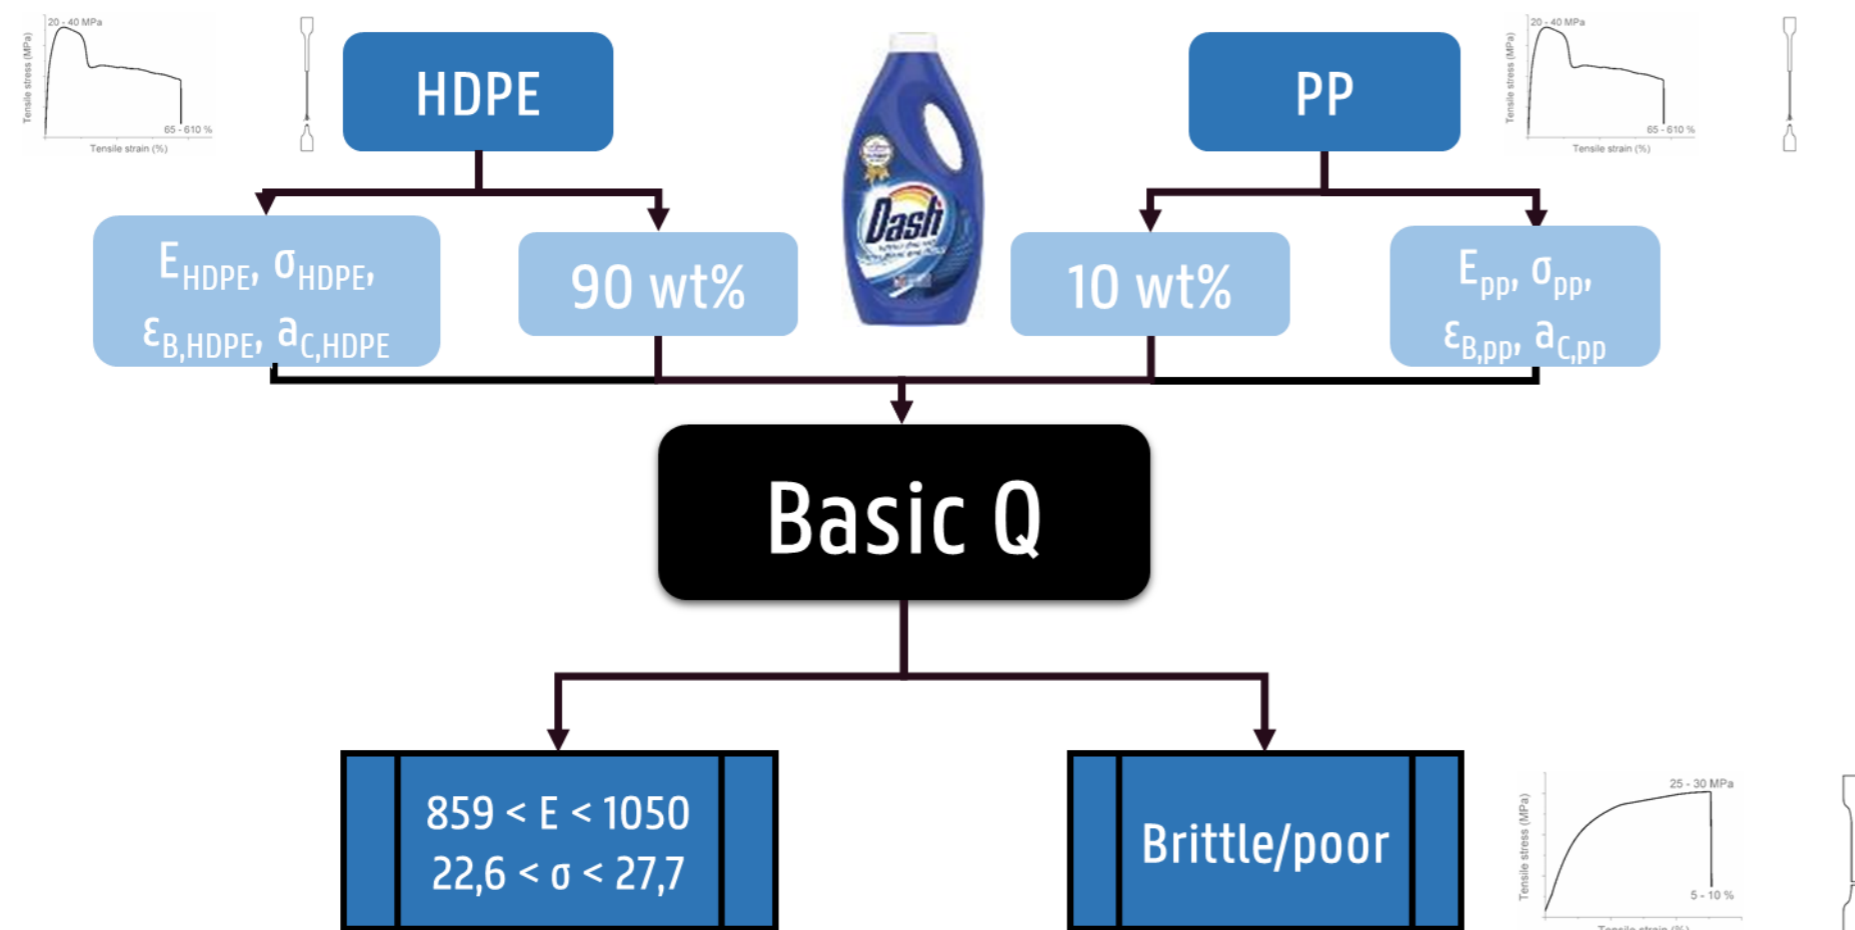 20 - 40 MPa
Tensile stress (MPa)
65 - 610 %
Tensile strain (%)
HDPE
Dash
PP
20 - 40 MPa
Tensile stress (MPa)
65 - 610 %
Tensile strain (%)
E_HDPE, σ_HDPE,
ε_B,HDPE, a_C,HDPE
90 wt%
10 wt%
E_pp, σ_pp,
ε_B,pp, a_C,pp
Basic Q
859 < E < 1050
22,6 < σ < 27,7
Brittle/poor
25 - 30 MPa
Tensile stress (MPa)
5 - 10 %
Tensile strain (%)